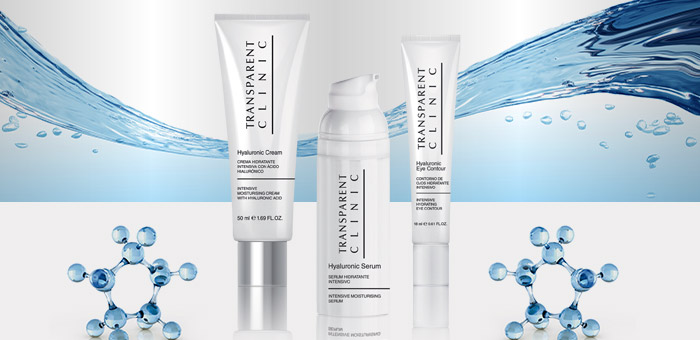 TRANSPARENT
CLINIC
Hyaluronic Cream
CREMA HIDRATANTE
INTENSIVA CON ÁCIDO
HIALURÓNICO
INTENSIVE
MOISTURISING CREAM
WITH HYALURONIC ACID
50 ml e 1.69 FL.OZ.
TRANSPARENT
CLINIC
Hyaluronic Serum
SERUM HIDRATANTE
INTENSIVO
INTENSIVE MOISTURISING
SERUM
TRANSPARENT
CLINIC
Hyaluronic
Eye Contour
CONTORNO DE
OJOS HIDRATANTE
INTENSIVO
INTENSIVE
HYDRATING
EYE CONTOUR